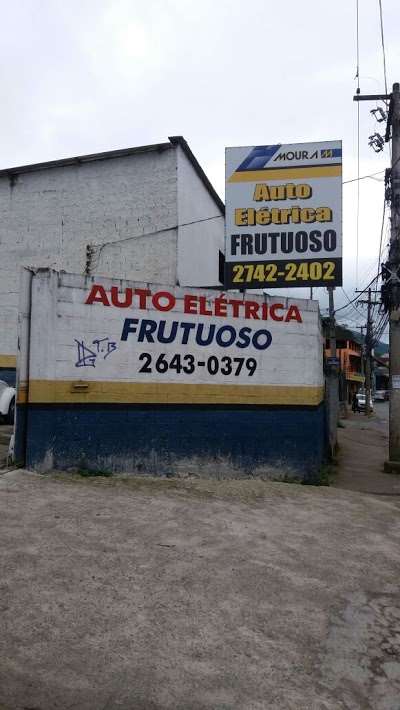 MOURA
Auto
Elétrica
FRUTUOSO
2742-2402
AUTO ELÉTRICA
FRUTUOSO
2643-0379